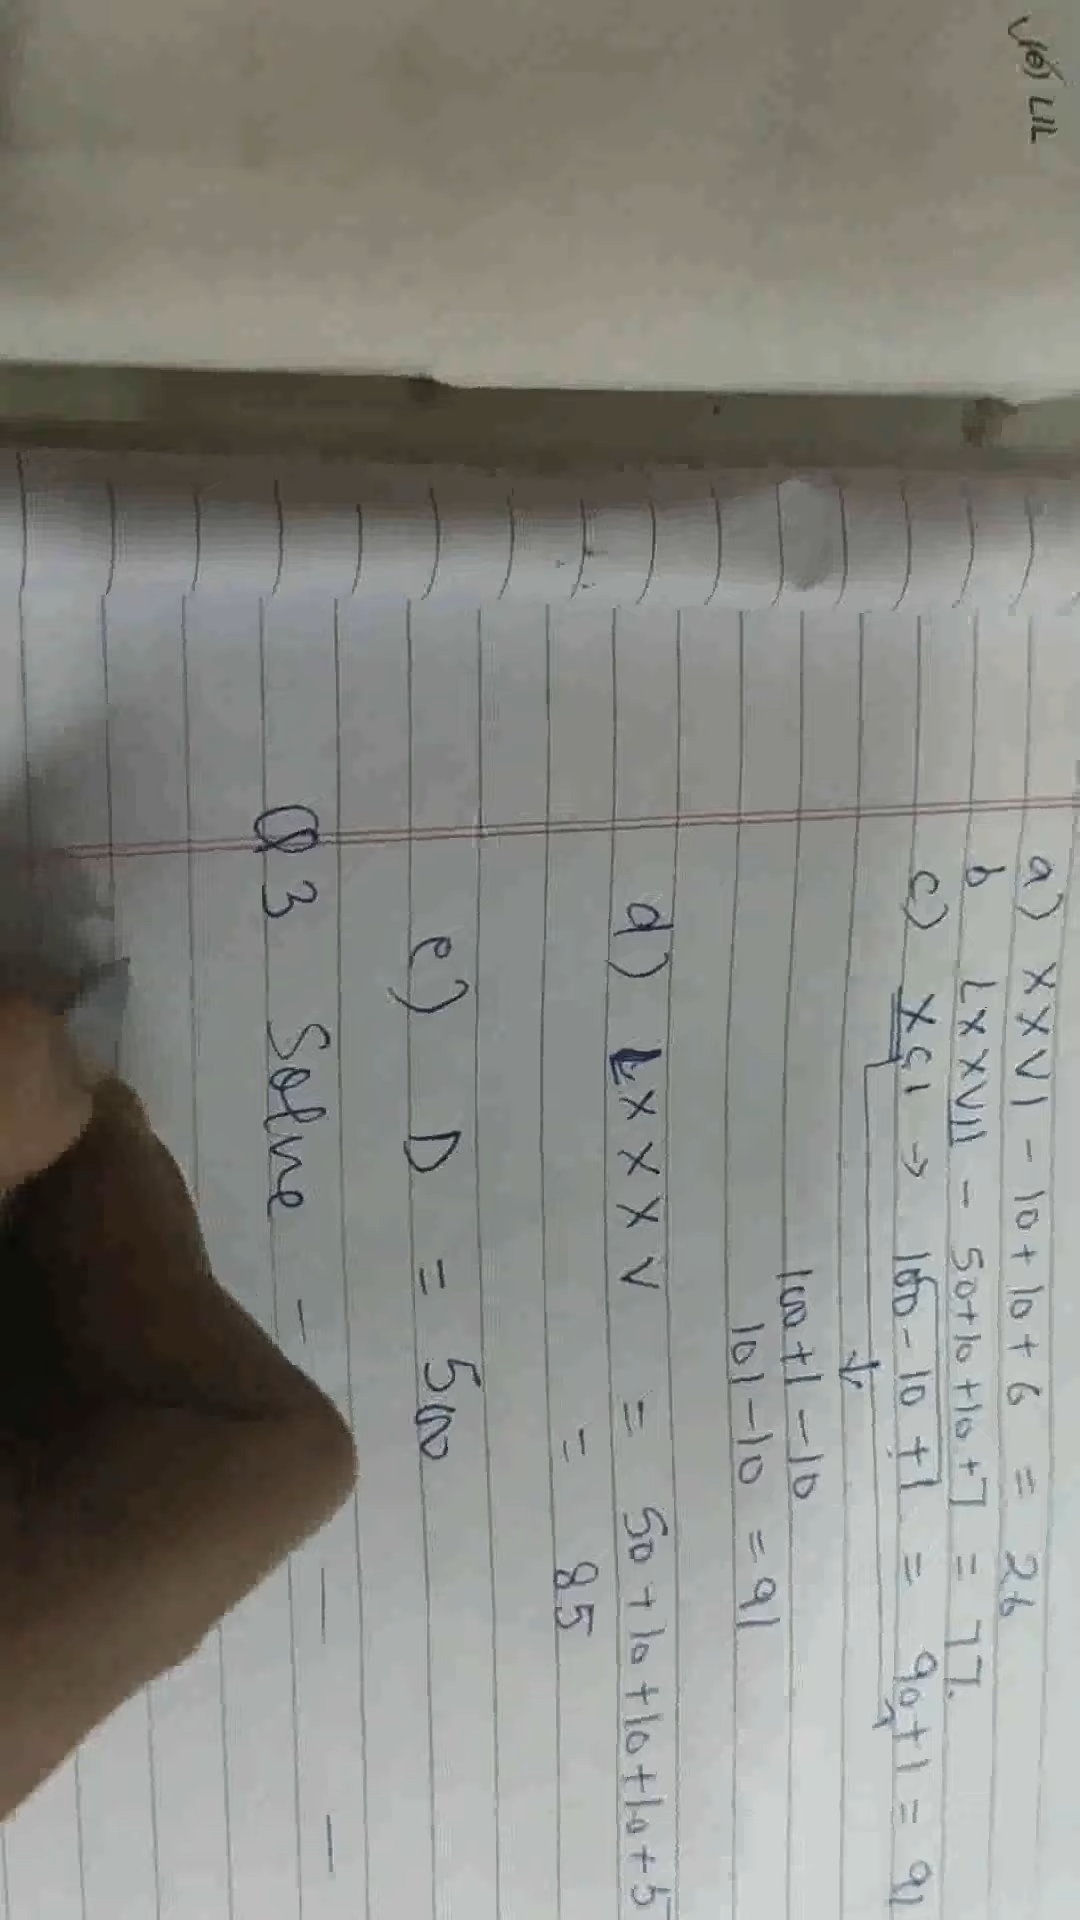 (e) LIL
a) XXVI - 10 + 10 + 6 = 26
b LXXVII - 50+10+10+7 = 77.
c) XCI → 100 - 10 + 1 = 90+1 = 91
100+1-10
101-10 = 91
d) LXXXV = 50+10+10+10+5
= 85
e) D = 500
Q3 Solve - - -